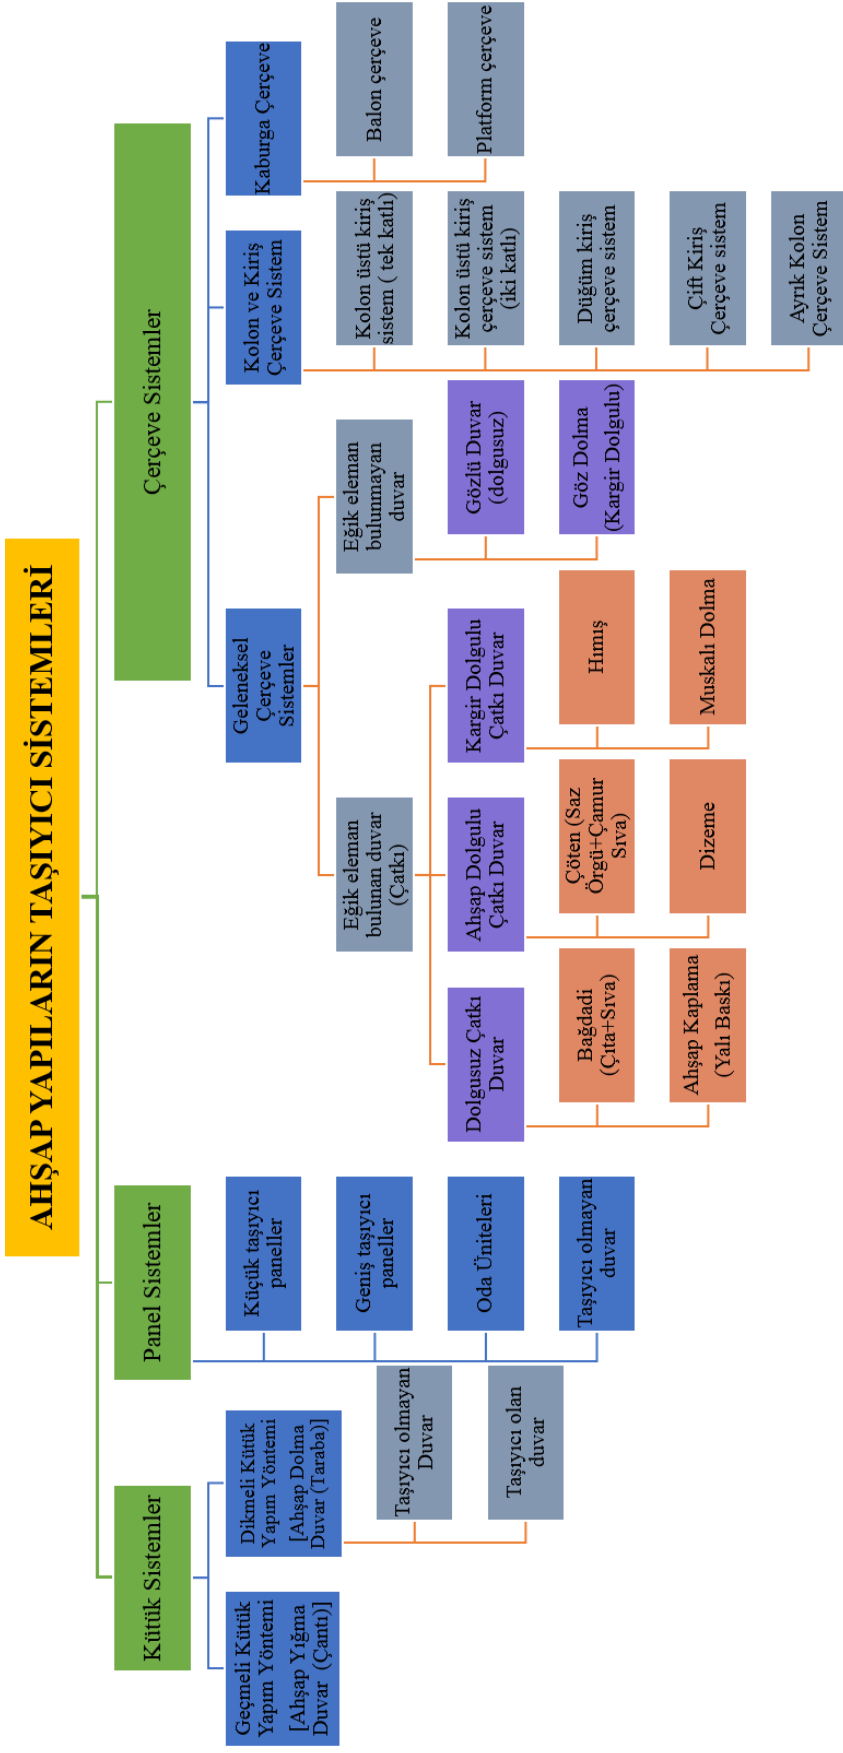 AHŞAP YAPILARIN TAŞIYICI SİSTEMLERİ
Kütük Sistemler
Geçmeli Kütük
Yapım Yöntemi
[Ahşap Yığma
Duvar (Çantı)]
Dikmeli Kütük
Yapım Yöntemi
[Ahşap Dolma
Duvar (Taraba)]
Taşıyıcı olmayan
Duvar
Taşıyıcı olan
duvar
Panel Sistemler
Küçük taşıyıcı
paneller
Geniş taşıyıcı
paneller
Oda Üniteleri
Taşıyıcı olmayan
duvar
Çerçeve Sistemler
Geleneksel
Çerçeve
Sistemler
Eğik eleman
bulunan duvar
(Çatkı)
Dolgusuz Çatkı
Duvar
Bağdadi
(Çıta+Sıva)
Ahşap Kaplama
(Yalı Baskı)
Ahşap Dolgulu
Çatkı Duvar
Çöten (Saz
Örgü+Çamur
Sıva)
Dizeme
Kargir Dolgulu
Çatkı Duvar
Hımış
Muskalı Dolma
Eğik eleman
bulunmayan
duvar
Gözlü Duvar
(dolgusuz)
Göz Dolma
(Kargir Dolgulu)
Kolon ve Kiriş
Çerçeve Sistem
Kolon üstü kiriş
sistem ( tek katlı)
Kolon üstü kiriş
çerçeve sistem
(iki katlı)
Düğüm kiriş
çerçeve sistem
Çift Kiriş
Çerçeve sistem
Ayrık Kolon
Çerçeve Sistem
Kaburga Çerçeve
Balon çerçeve
Platform çerçeve